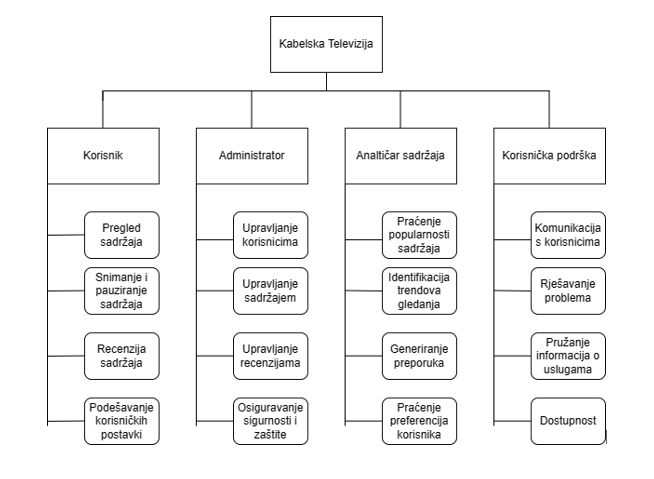 Kabelska Televizija
Korisnik
Administrator
Analtičar sadržaja
Korisnička podrška
Pregled
sadržaja
Snimanje i
pauziranje
sadržaja
Recenzija
sadržaja
Podešavanje
korisničkih
postavki
Upravljanje
korisnicima
Upravljanje
sadržajem
Upravljanje
recenzijama
Osiguravanje
sigurnosti i
zaštite
Praćenje
popularnosti
sadržaja
Identifikacija
trendova
gledanja
Generiranje
preporuka
Praćenje
preferencija
korisnika
Komunikacija
s korisnicima
Rješavanje
problema
Pružanje
informacija o
uslugama
Dostupnost